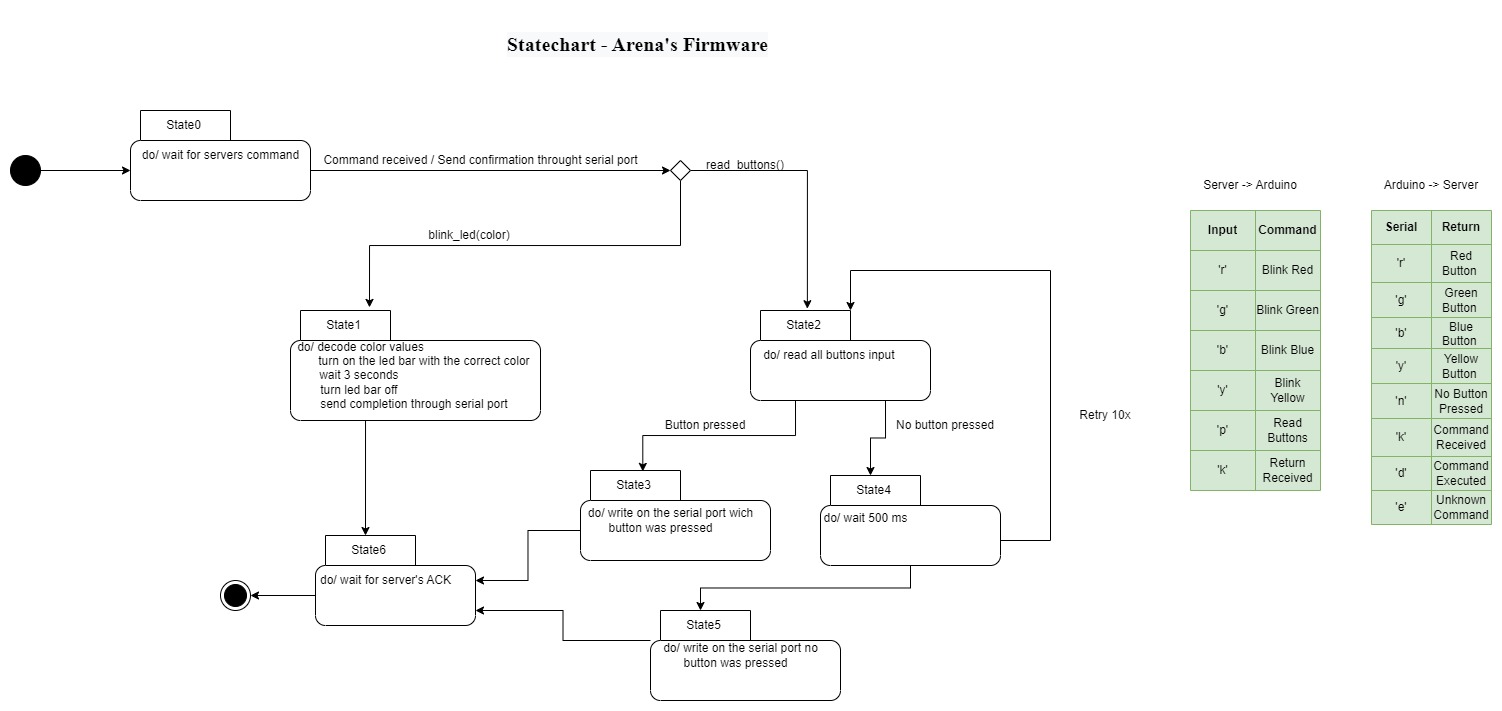 Statechart - Arena's Firmware
State0
do/ wait for servers command
Command received / Send confirmation throught serial port
read_buttons()
blink_led(color)
State1
do/ decode color values
turn on the led bar with the correct color
wait 3 seconds
turn led bar off
send completion through serial port
State2
do/ read all buttons input
Button pressed
No button pressed
Retry 10x
State3
do/ write on the serial port wich
button was pressed
State4
do/ wait 500 ms
State6
do/ wait for server's ACK
State5
do/ write on the serial port no
button was pressed
Server -> Arduino
Input Command
'r' Blink Red
'g' Blink Green
'b' Blink Blue
'y' Blink
Yellow
'p' Read
Buttons
'k' Return
Received
Arduino -> Server
Serial Return
'r' Red
Button
'g' Green
Button
'b' Blue
Button
'y' Yellow
Button
'n' No Button
Pressed
'k' Command
Received
'd' Command
Executed
'e' Unknown
Command